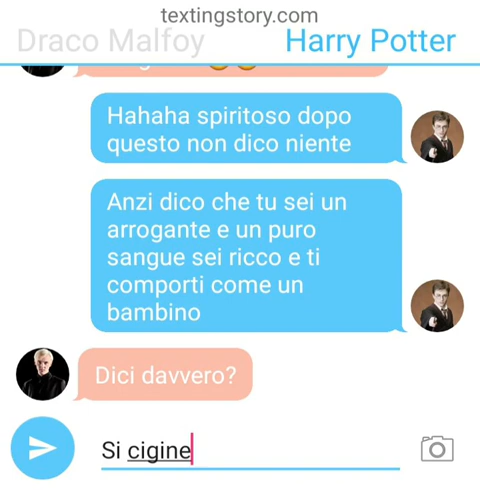 textingstory.com
Draco Malfoy
Harry Potter
Hahaha spiritoso dopo
questo non dico niente
Anzi dico che tu sei un
arrogante e un puro
sangue sei ricco e ti
comporti come un
bambino
Dici davvero?
Si cigine